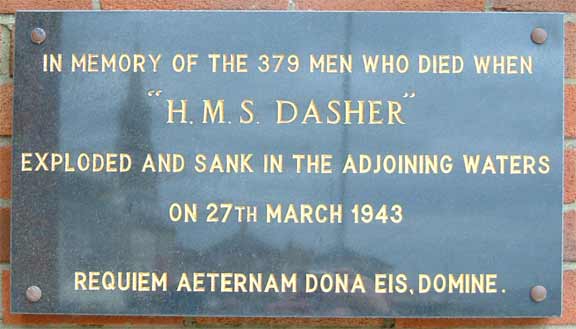 IN MEMORY OF THE 379 MEN WHO DIED WHEN
"H.M.S. DASHER"
EXPLODED AND SANK IN THE ADJOINING WATERS
ON 27TH MARCH 1943
REQUIEM AETERNAM DONA EIS, DOMINE.